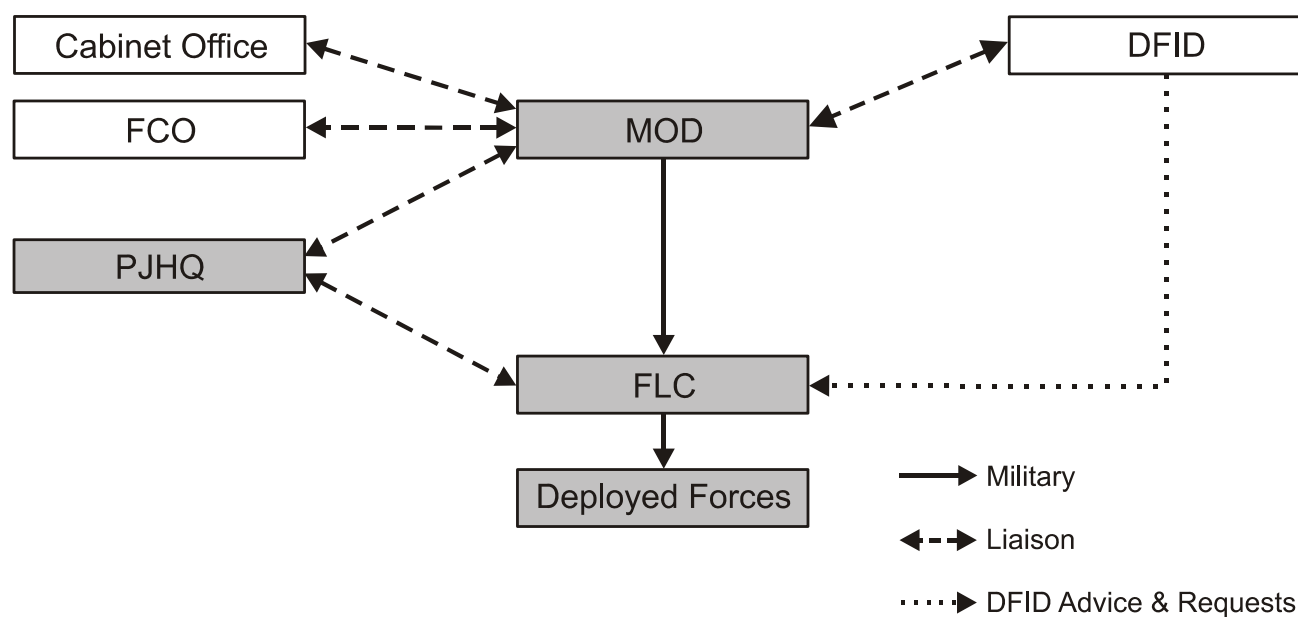 Cabinet Office
DFID
FCO
MOD
PJHQ
FLC
Deployed Forces
Military
Liaison
DFID Advice & Requests